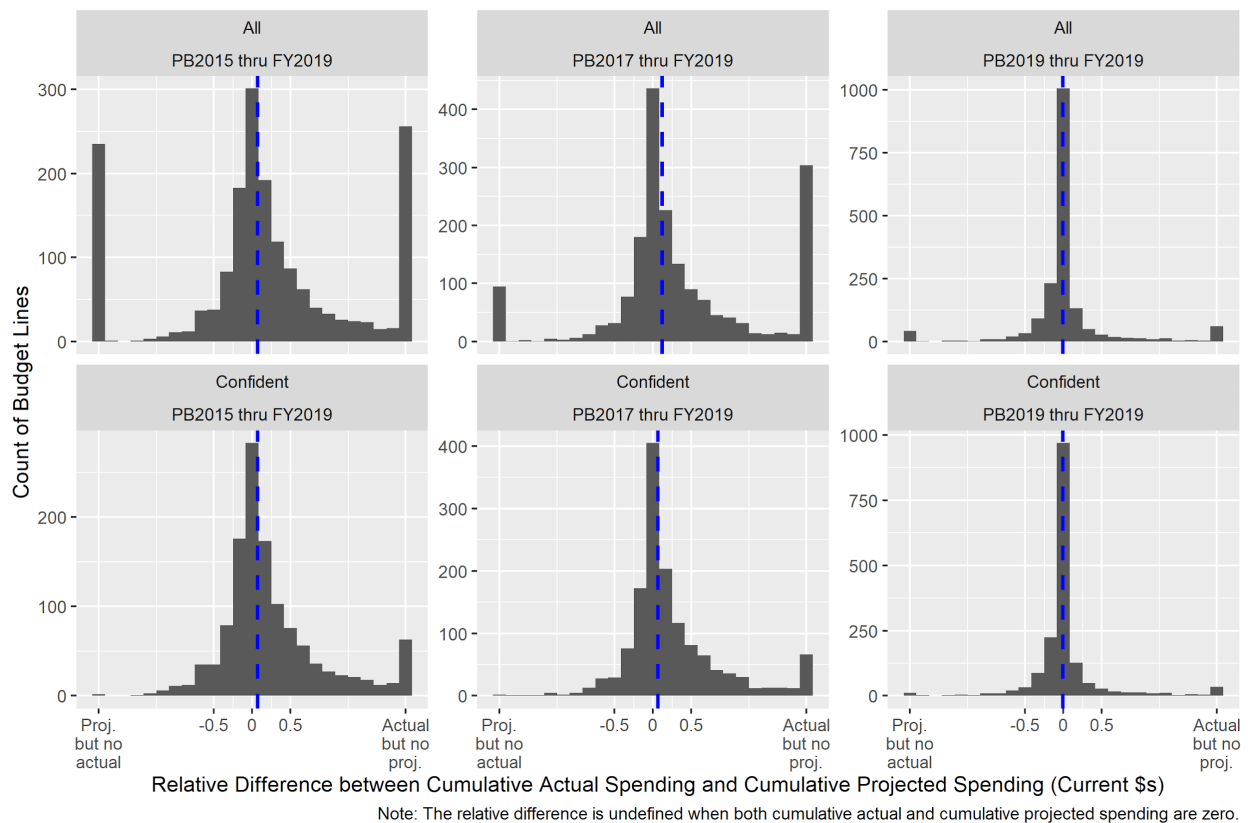 All
PB2015 thru FY2019
All
PB2017 thru FY2019
All
PB2019 thru FY2019
300
200
100
0
400
300
200
100
0
1000
750
500
250
0
Count of Budget Lines
Confident
PB2015 thru FY2019
Confident
PB2017 thru FY2019
Confident
PB2019 thru FY2019
200
100
0
400
300
200
100
0
1000
750
500
250
0
Proj.
but no
actual
-0.5
0
0.5
Actual
but no
proj.
Proj.
but no
actual
-0.5
0
0.5
Actual
but no
proj.
Proj.
but no
actual
-0.5
0
0.5
Actual
but no
proj.
Relative Difference between Cumulative Actual Spending and Cumulative Projected Spending (Current $s)
Note: The relative difference is undefined when both cumulative actual and cumulative projected spending are zero.